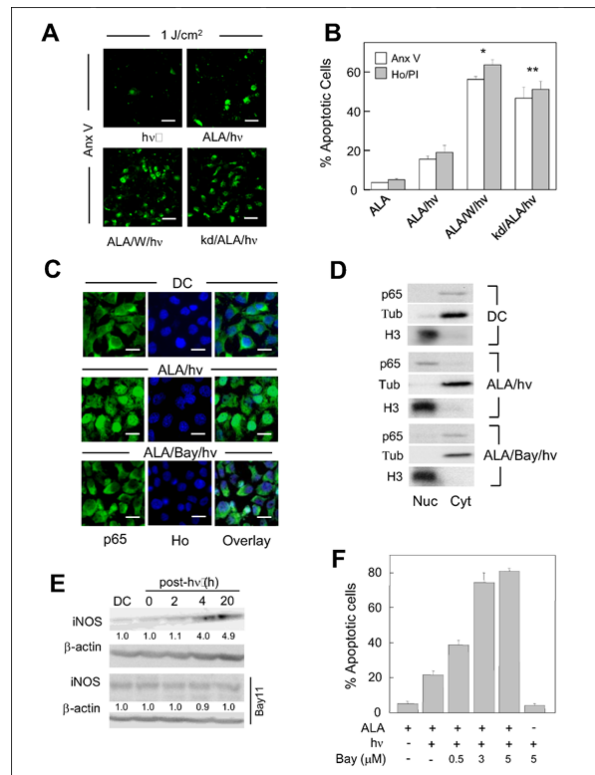 A
1 J/cm²
Anx V
hν□
ALA/hν
ALA/W/hν
kd/ALA/hν
B
% Apoptotic Cells
60
40
20
0
Anx V
Ho/PI
*
**
ALA
ALA/hν
ALA/W/hν
kd/ALA/hν
C
DC
ALA/hν
ALA/Bay/hν
p65
Ho
Overlay
D
p65
Tub
H3
DC
p65
Tub
H3
ALA/hν
p65
Tub
H3
ALA/Bay/hν
Nuc Cyt
E
post-hν□(h)
DC 0 2 4 20
iNOS
1.0 1.0 1.1 4.0 4.9
β-actin
iNOS
1.0 1.0 1.0 0.9 1.0
β-actin
Bay11
F
% Apoptotic cells
80
60
40
20
0
ALA + + + + + -
hν - + + + + +
Bay (μM) - - 0.5 3 5 5